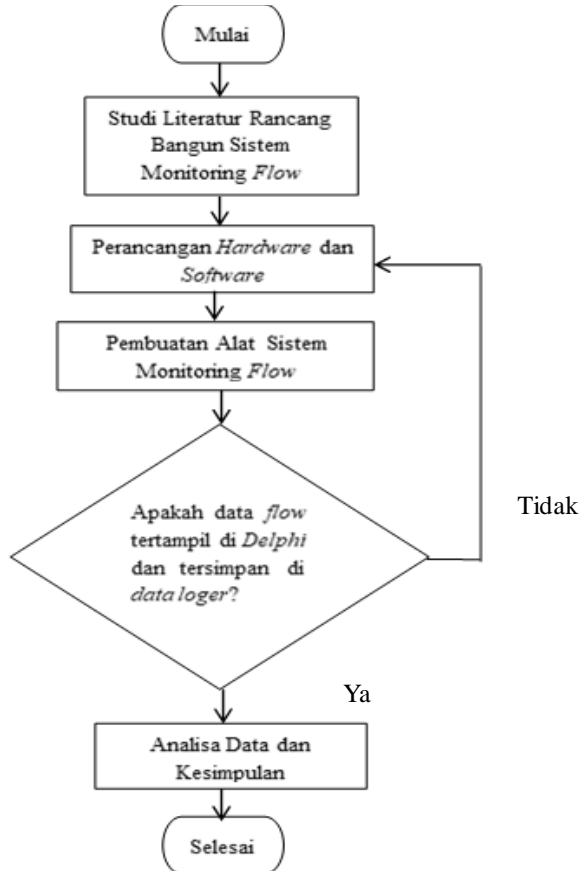 Mulai
Studi Literatur Rancang
Bangun Sistem
Monitoring Flow
Perancangan Hardware dan
Software
Pembuatan Alat Sistem
Monitoring Flow
Apakah data flow
tertampil di Delphi
dan tersimpan di
data loger?
Tidak
Ya
Analisa Data dan
Kesimpulan
Selesai